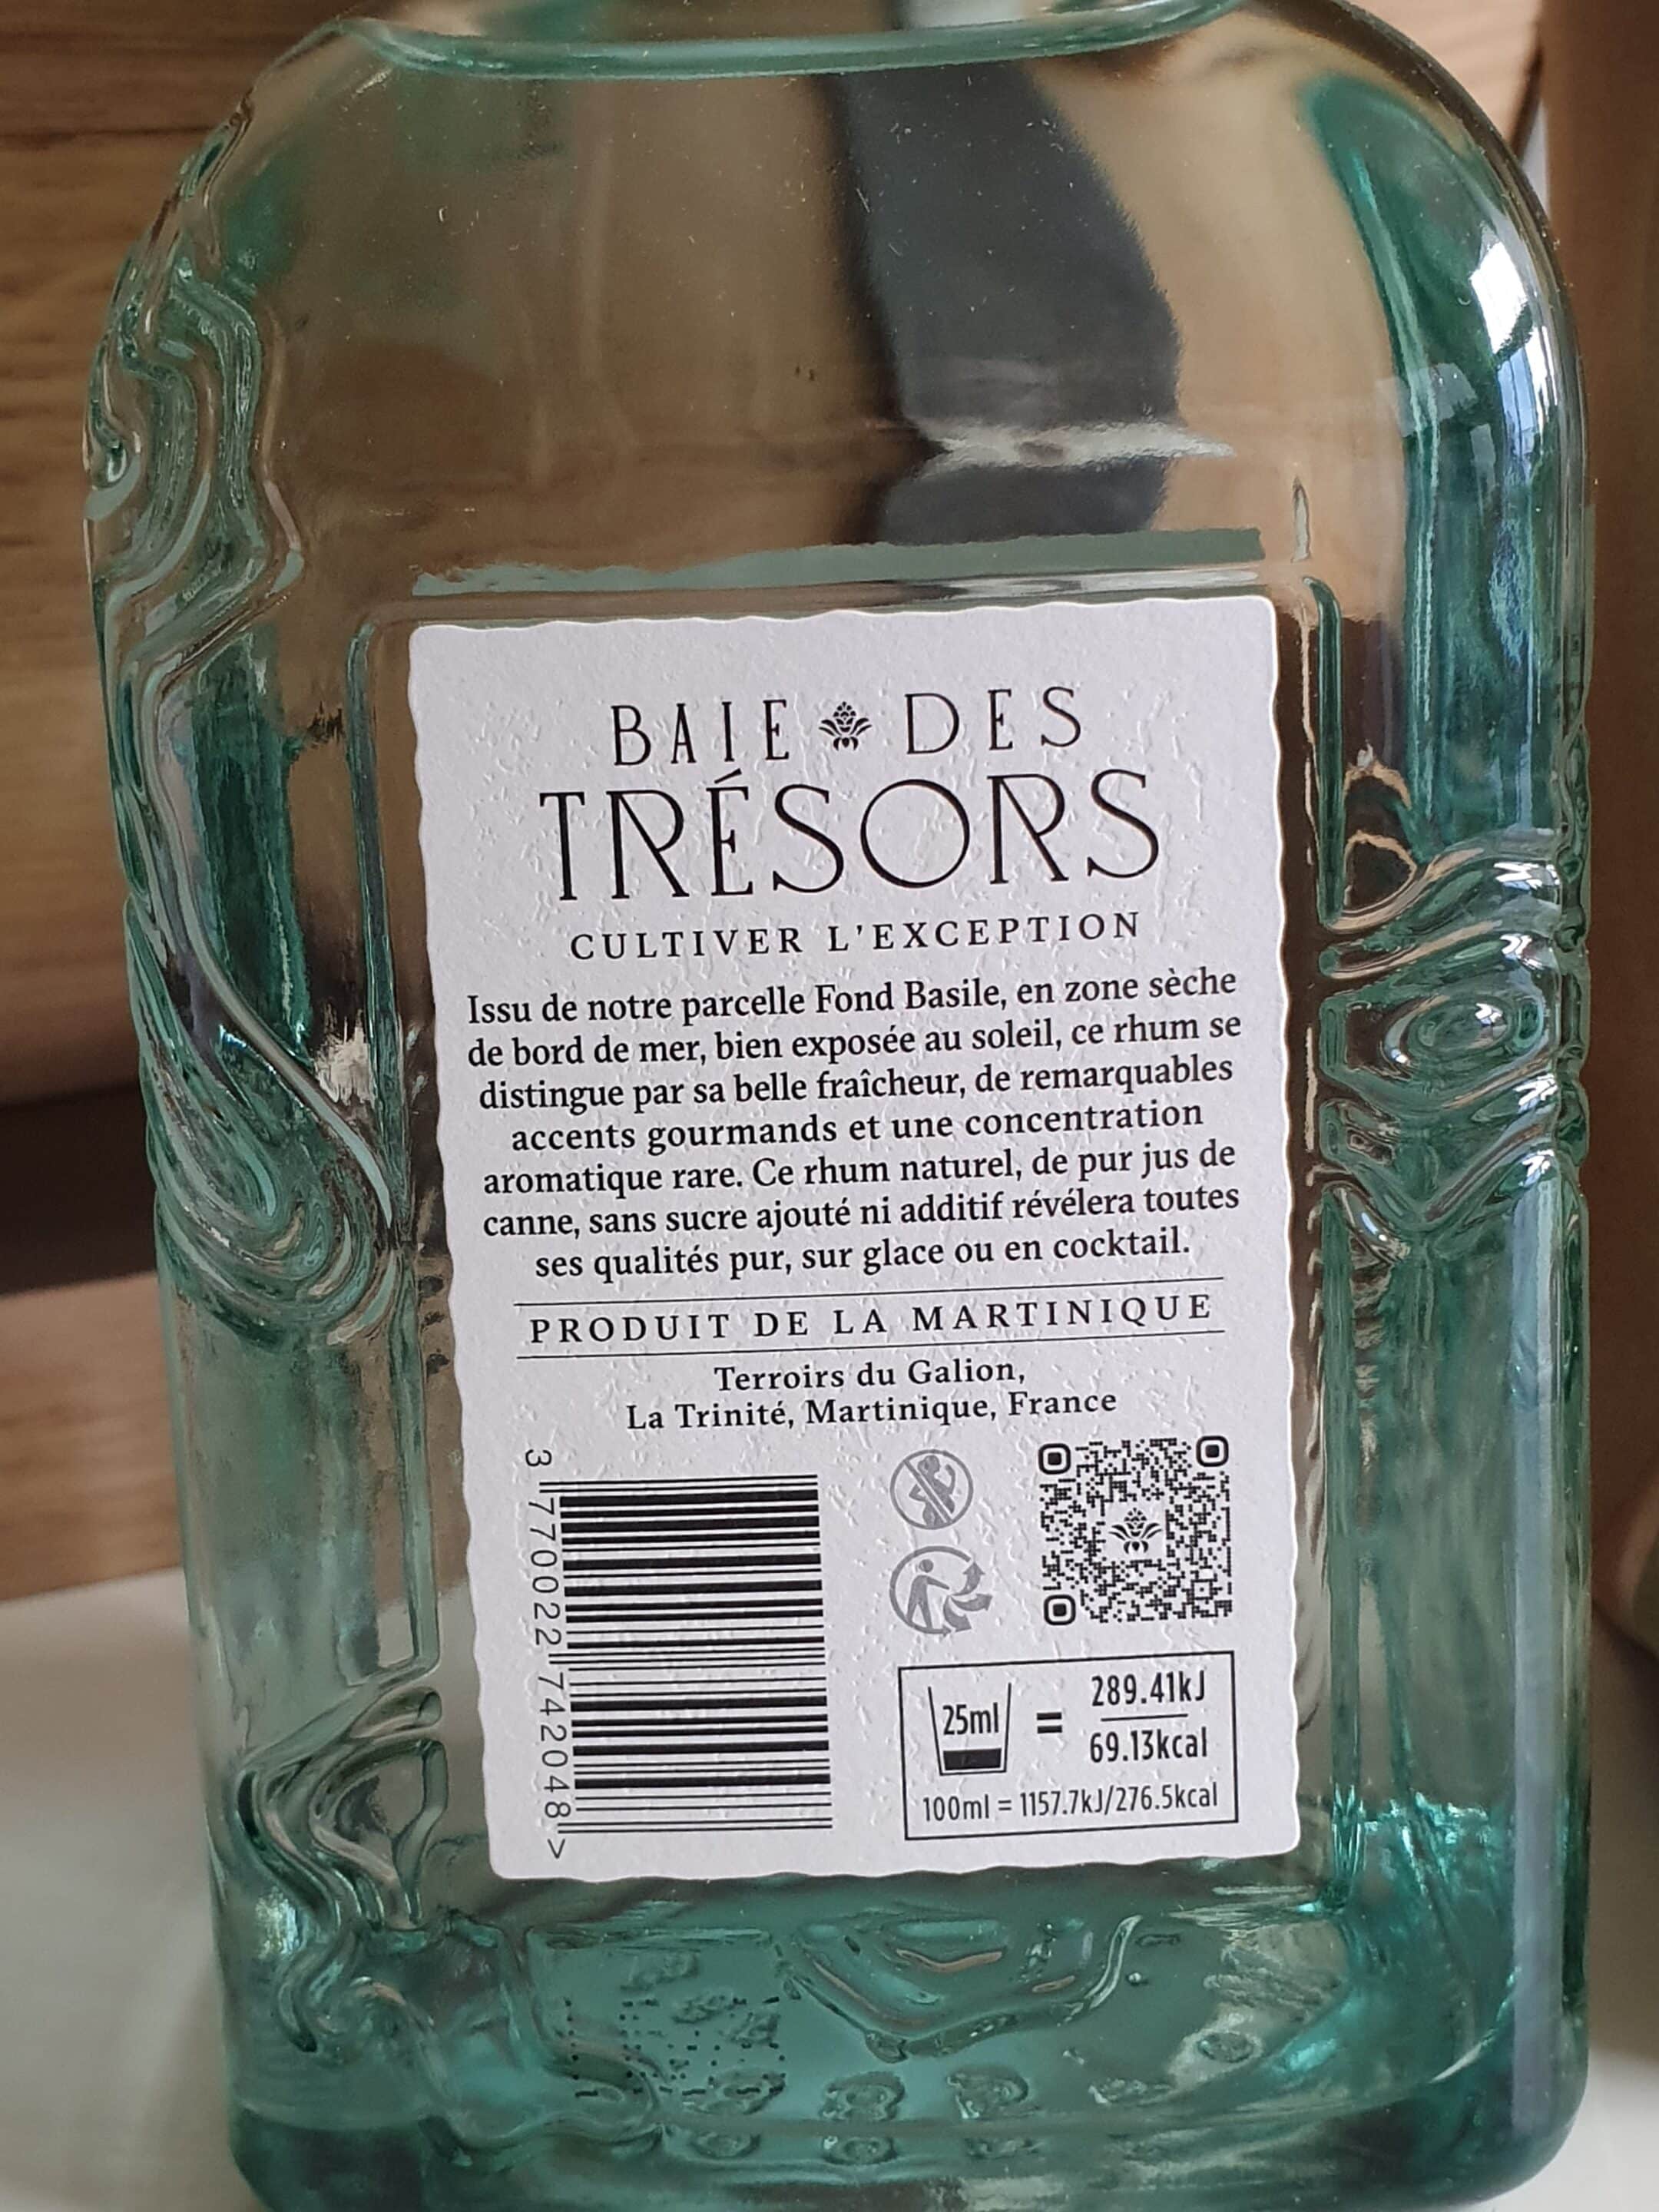 BAIE DES
TRÉSORS
CULTIVER L'EXCEPTION
Issu de notre parcelle Fond Basile, en zone sèche
de bord de mer, bien exposée au soleil, ce rhum se
distingue par sa belle fraîcheur, de remarquables
accents gourmands et une concentration
aromatique rare. Ce rhum naturel, de pur jus de
canne, sans sucre ajouté ni additif révélera toutes
ses qualités pur, sur glace ou en cocktail.
PRODUIT DE LA MARTINIQUE
Terroirs du Galion,
La Trinité, Martinique, France
3 770022 742048 >
25ml = 289.41kJ
69.13kcal
100ml = 1157.7kJ/276.5kcal